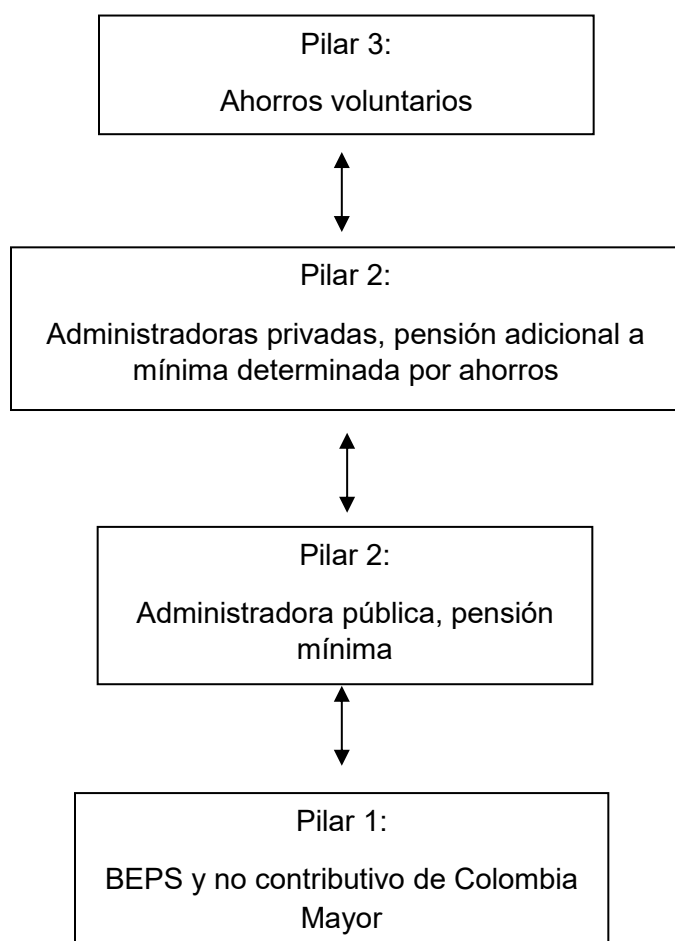 Pilar 3:
Ahorros voluntarios
Pilar 2:
Administradoras privadas, pensión adicional a
mínima determinada por ahorros
Pilar 2:
Administradora pública, pensión
mínima
Pilar 1:
BEPS y no contributivo de Colombia
Mayor